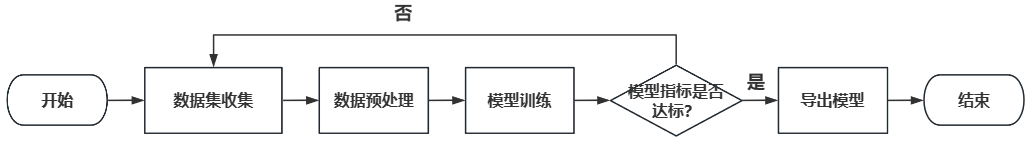 否
开始
数据集收集
数据预处理
模型训练
模型指标是否
达标?
是
导出模型
结束